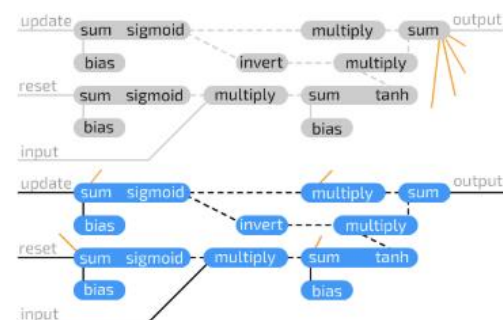 update sum sigmoid multiply sum output
bias invert multiply
reset sum sigmoid multiply sum tanh
bias bias
input
update sum sigmoid multiply sum output
bias invert multiply
reset sum sigmoid multiply sum tanh
bias bias
input